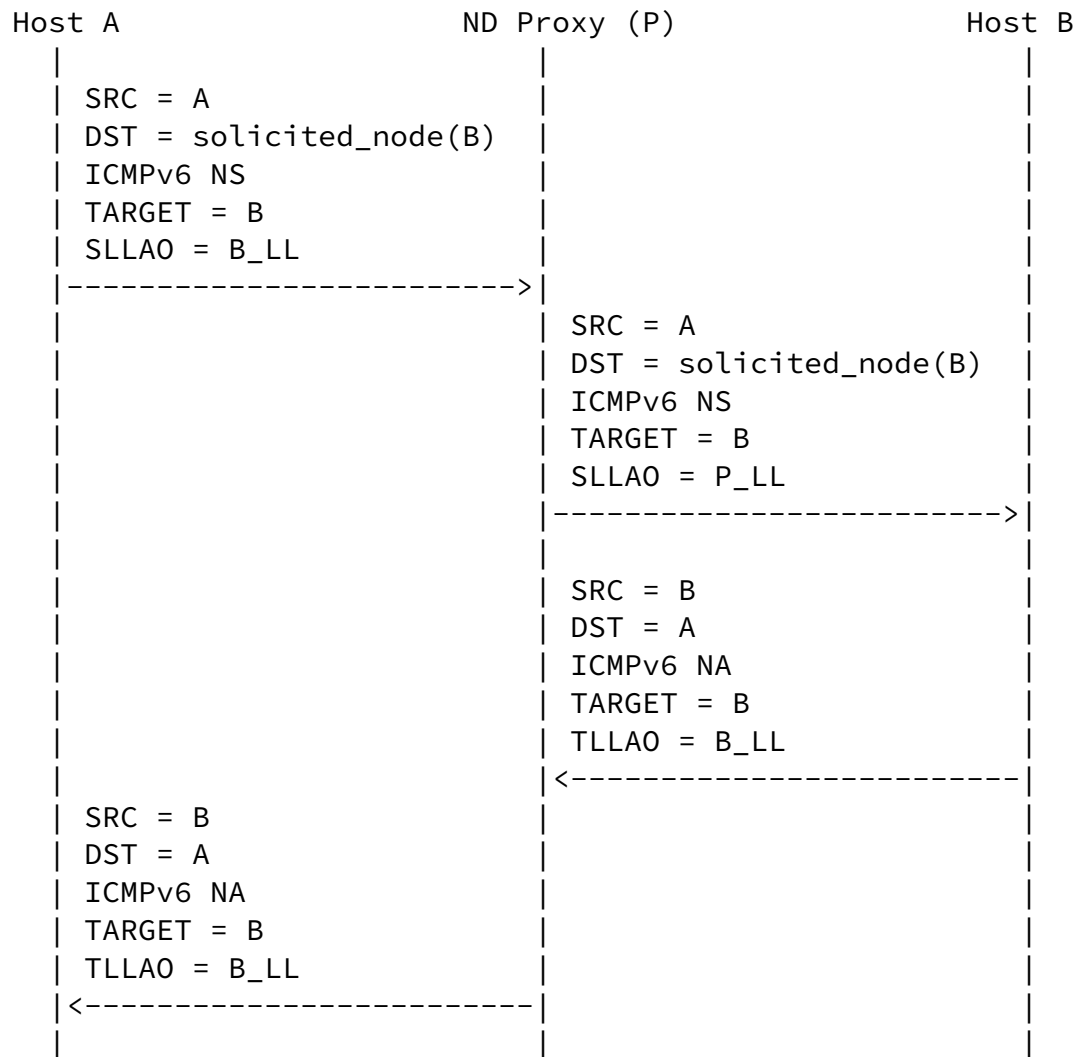 Host A ND Proxy (P) Host B
SRC = A
DST = solicited_node(B)
ICMPv6 NS
TARGET = B
SLLAO = B_LL
SRC = A
DST = solicited_node(B)
ICMPv6 NS
TARGET = B
SLLAO = P_LL
SRC = B
DST = A
ICMPv6 NA
TARGET = B
TLLAO = B_LL
SRC = B
DST = A
ICMPv6 NA
TARGET = B
TLLAO = B_LL